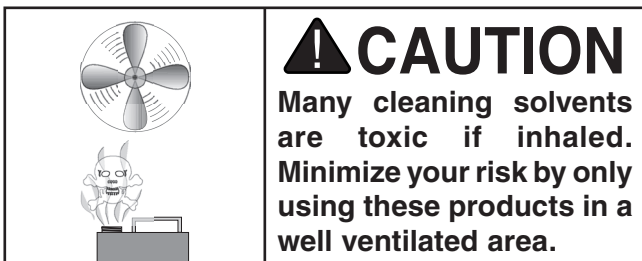 CAUTION
Many cleaning solvents
are toxic if inhaled.
Minimize your risk by only
using these products in a
well ventilated area.